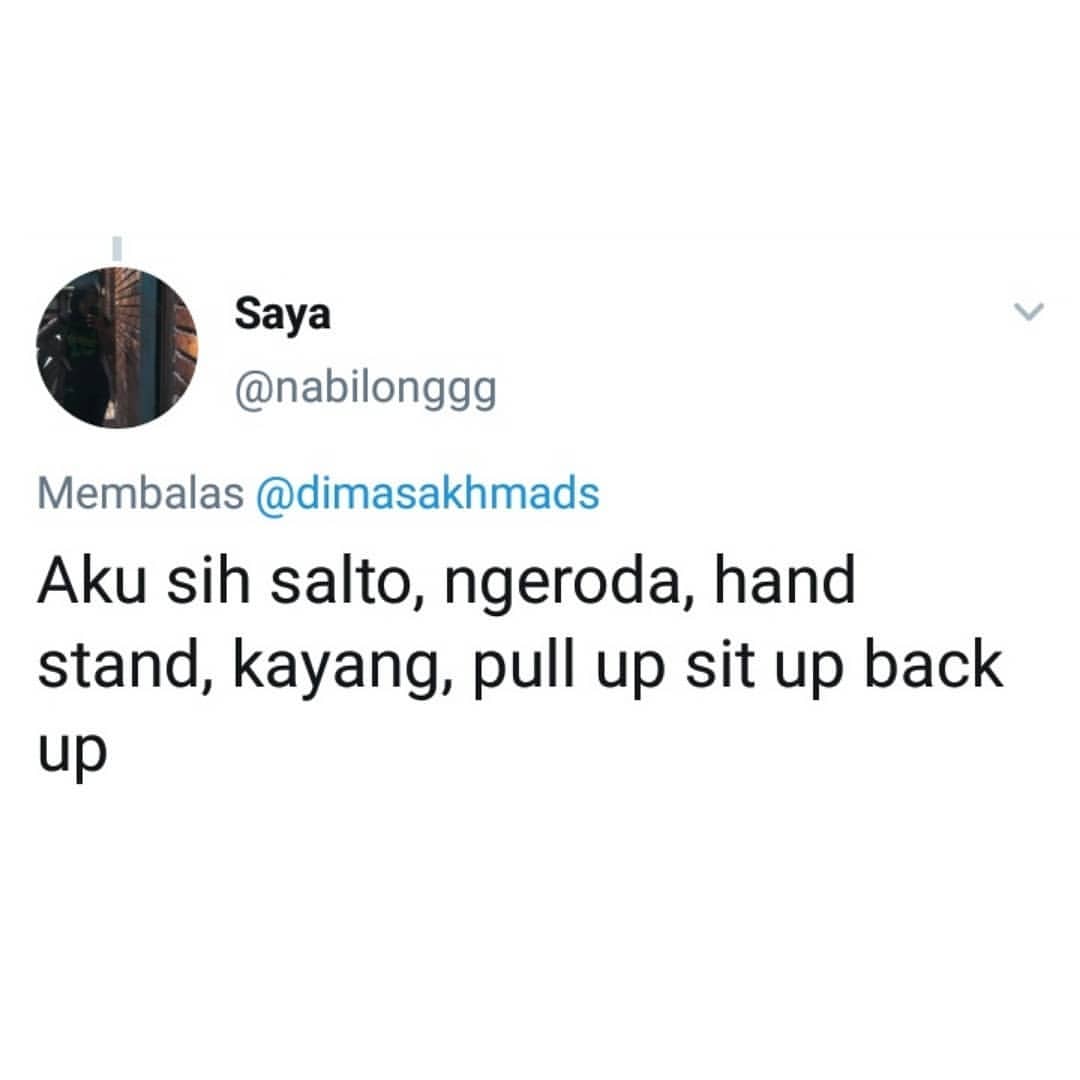 Saya
@nabilonggg
Membalas @dimasakhmads
Aku sih salto, ngeroda, hand
stand, kayang, pull up sit up back
up